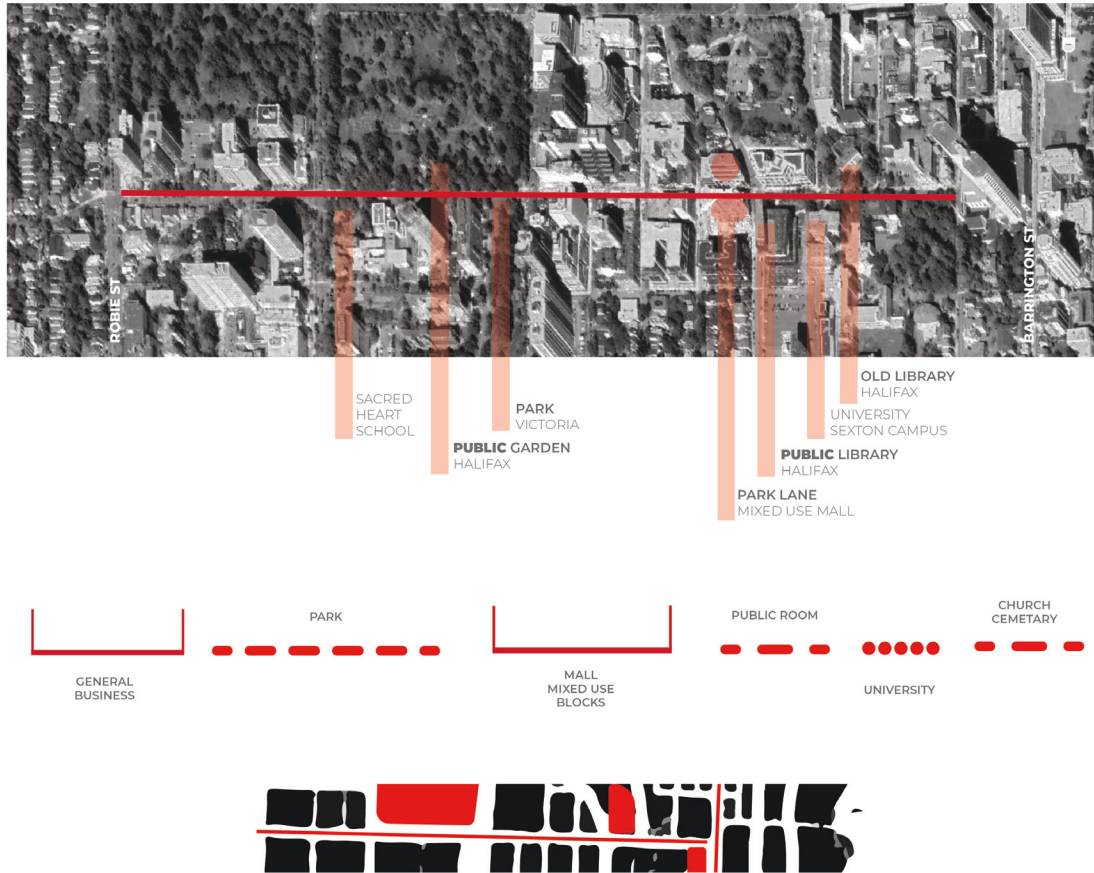 ROBIE ST
BARRINGTON ST
SACRED
HEART
SCHOOL
PUBLIC GARDEN
HALIFAX
PARK
VICTORIA
PARK LANE
MIXED USE MALL
PUBLIC LIBRARY
HALIFAX
UNIVERSITY
SEXTON CAMPUS
OLD LIBRARY
HALIFAX
GENERAL
BUSINESS
PARK
MALL
MIXED USE
BLOCKS
PUBLIC ROOM
UNIVERSITY
CHURCH
CEMETARY